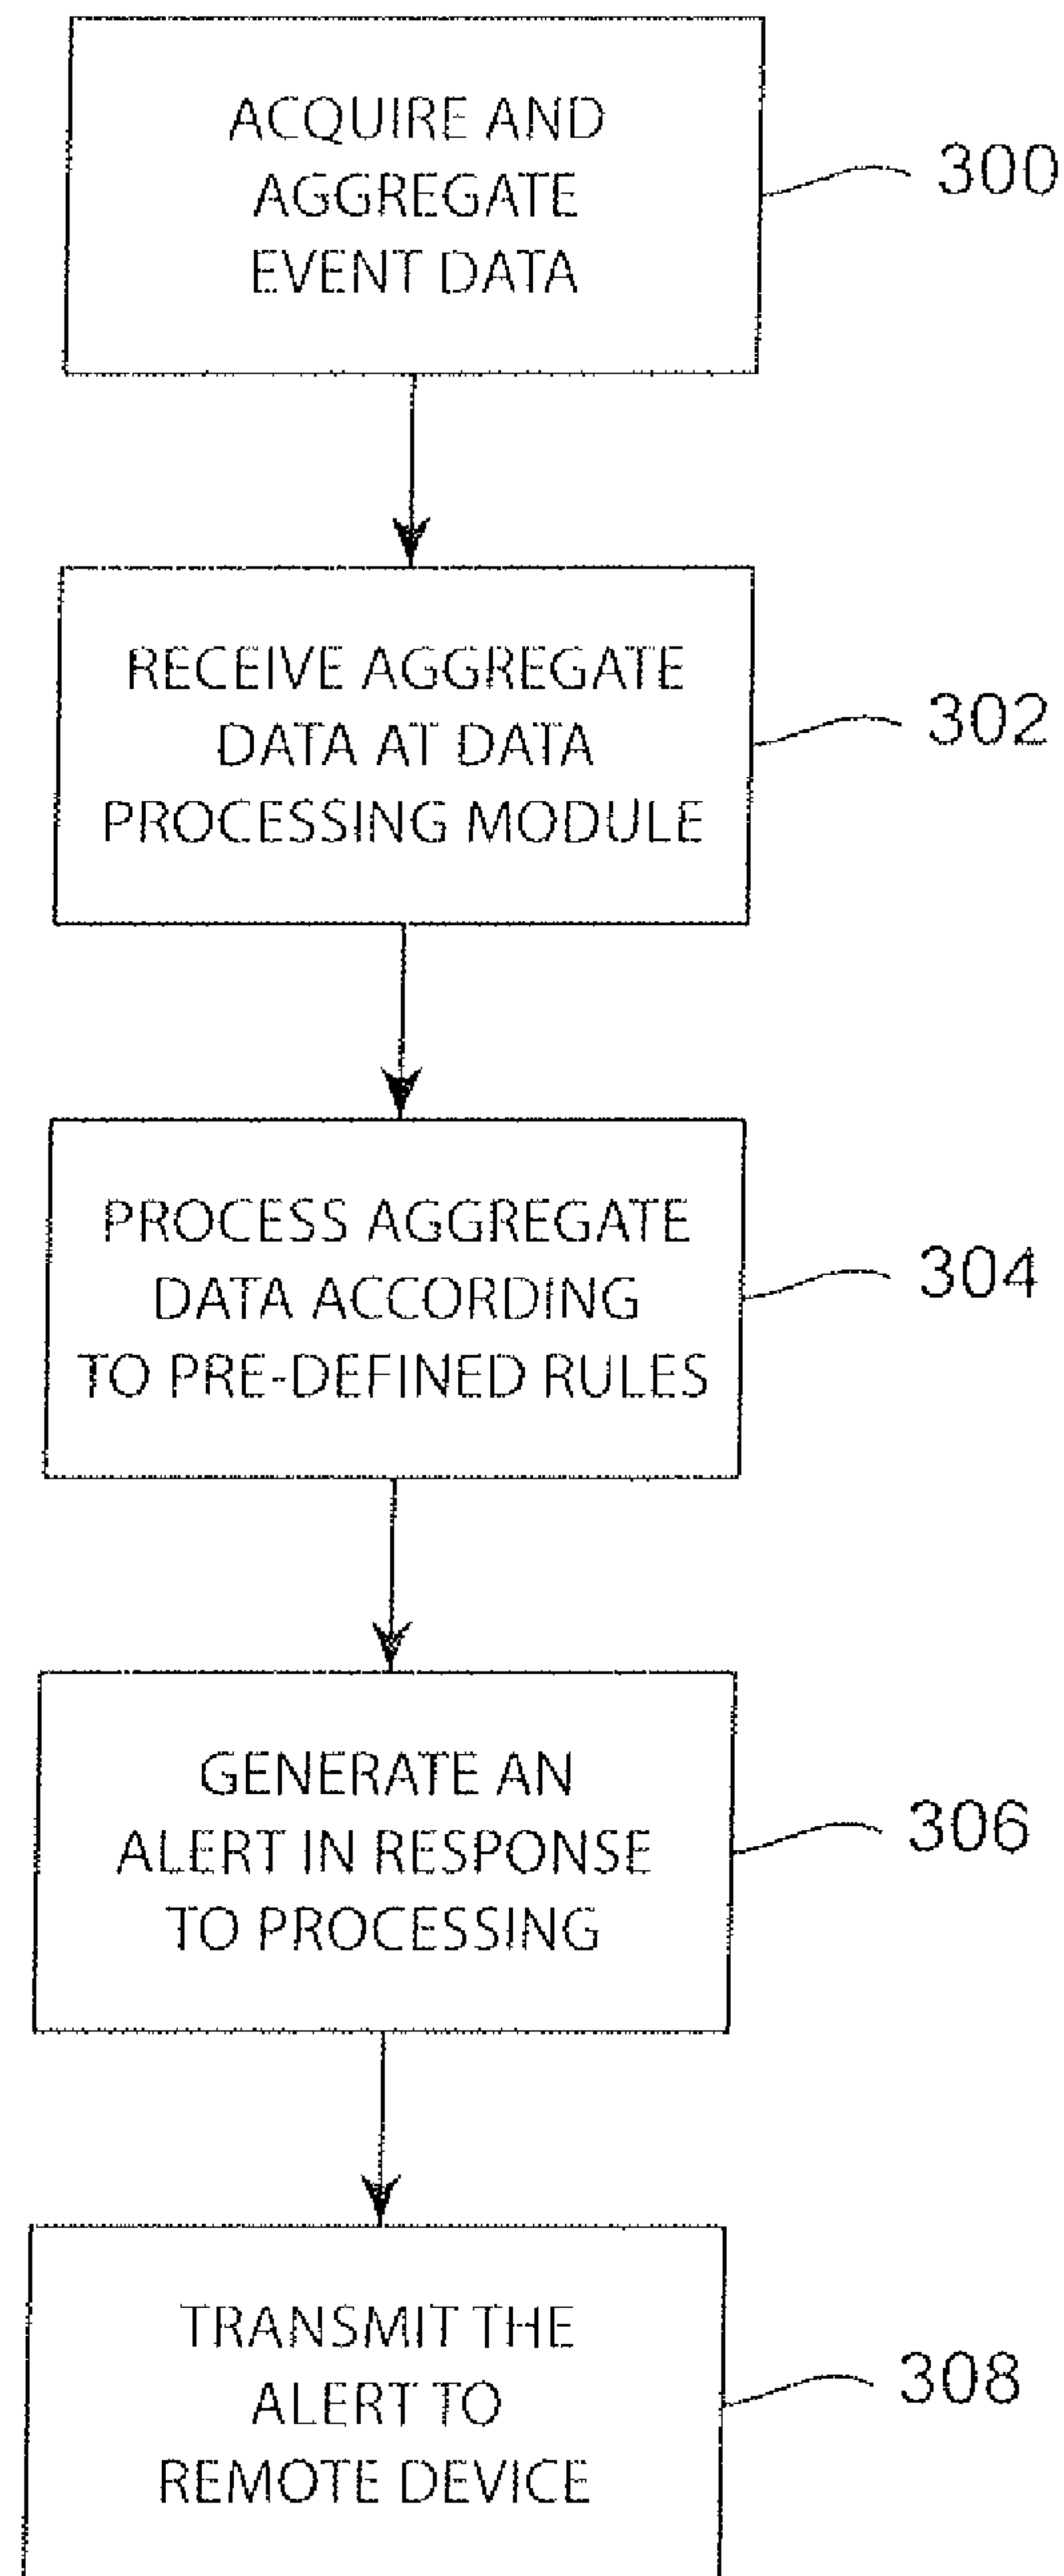 ACQUIRE AND
AGGREGATE
EVENT DATA
300
RECEIVE AGGREGATE
DATA AT DATA
PROCESSING MODULE
302
PROCESS AGGREGATE
DATA ACCORDING
TO PRE-DEFINED RULES
304
GENERATE AN
ALERT IN RESPONSE
TO PROCESSING
306
TRANSMIT THE
ALERT TO
REMOTE DEVICE
308